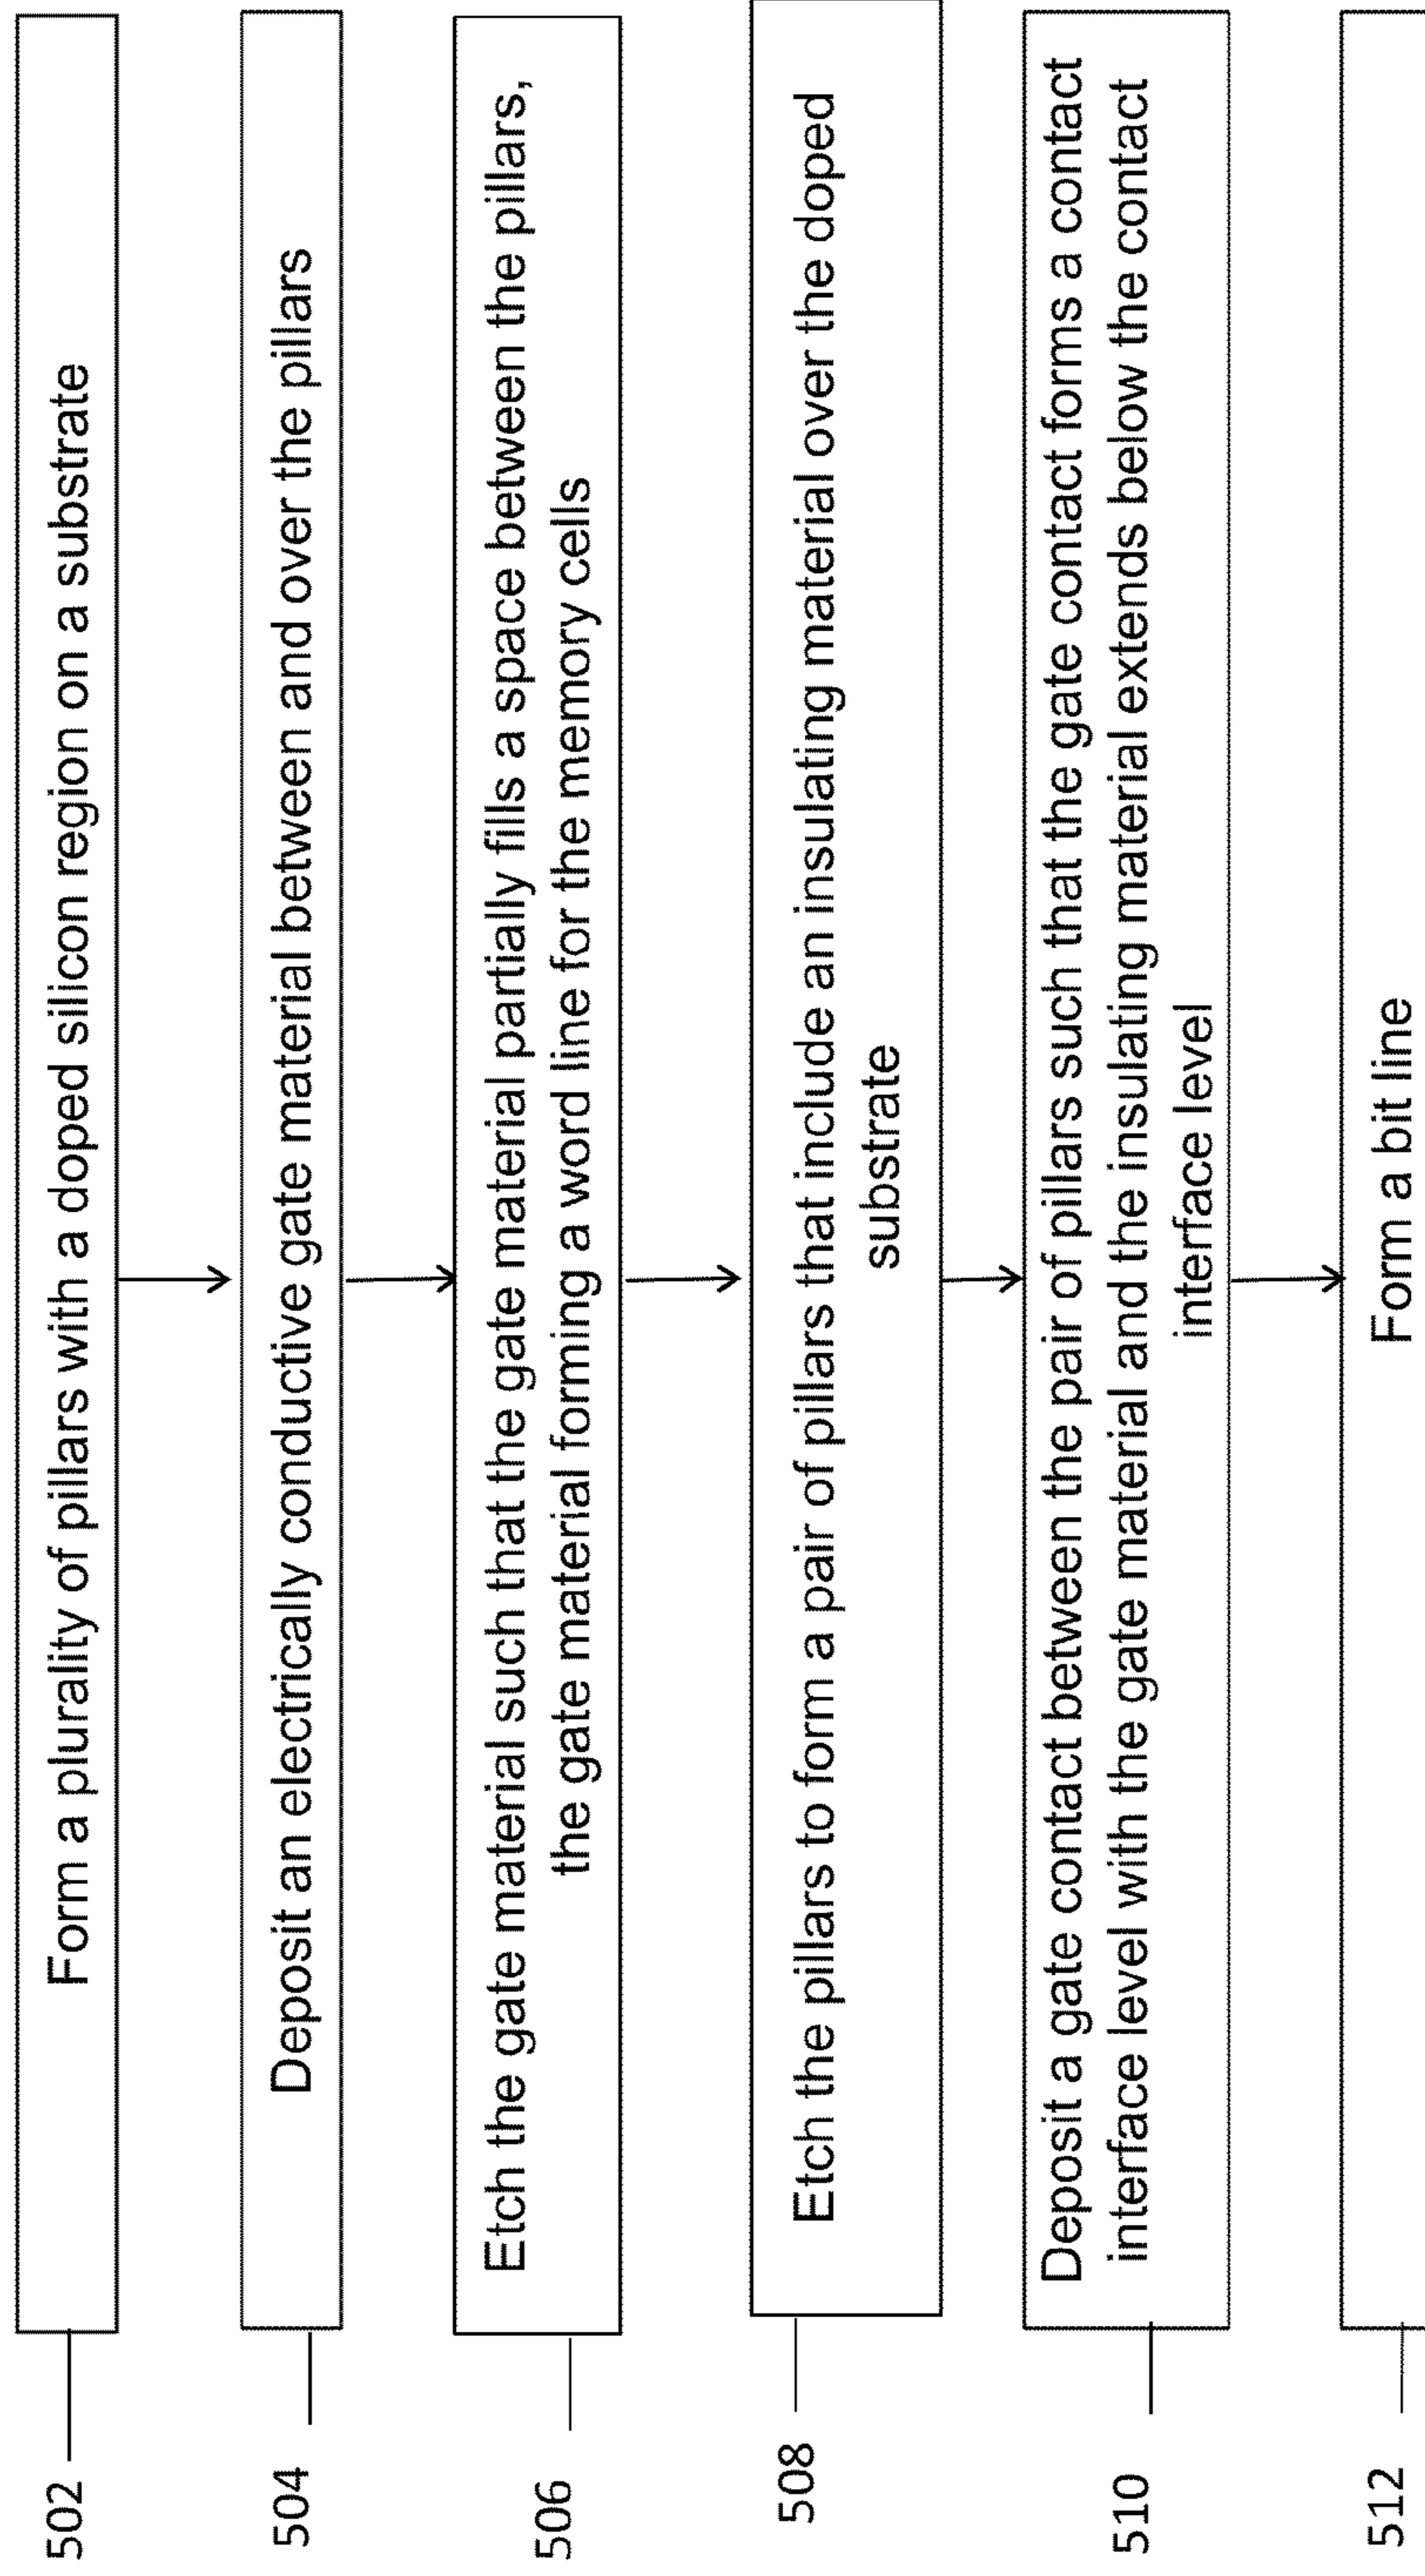 502
Form a plurality of pillars with a doped silicon region on a substrate
504
Deposit an electrically conductive gate material between and over the pillars
506
Etch the gate material such that the gate material partially fills a space between the pillars,
the gate material forming a word line for the memory cells
508
Etch the pillars to form a pair of pillars that include an insulating material over the doped
substrate
510
Deposit a gate contact between the pair of pillars such that the gate contact forms a contact
interface level with the gate material and the insulating material extends below the contact
interface level
512
Form a bit line